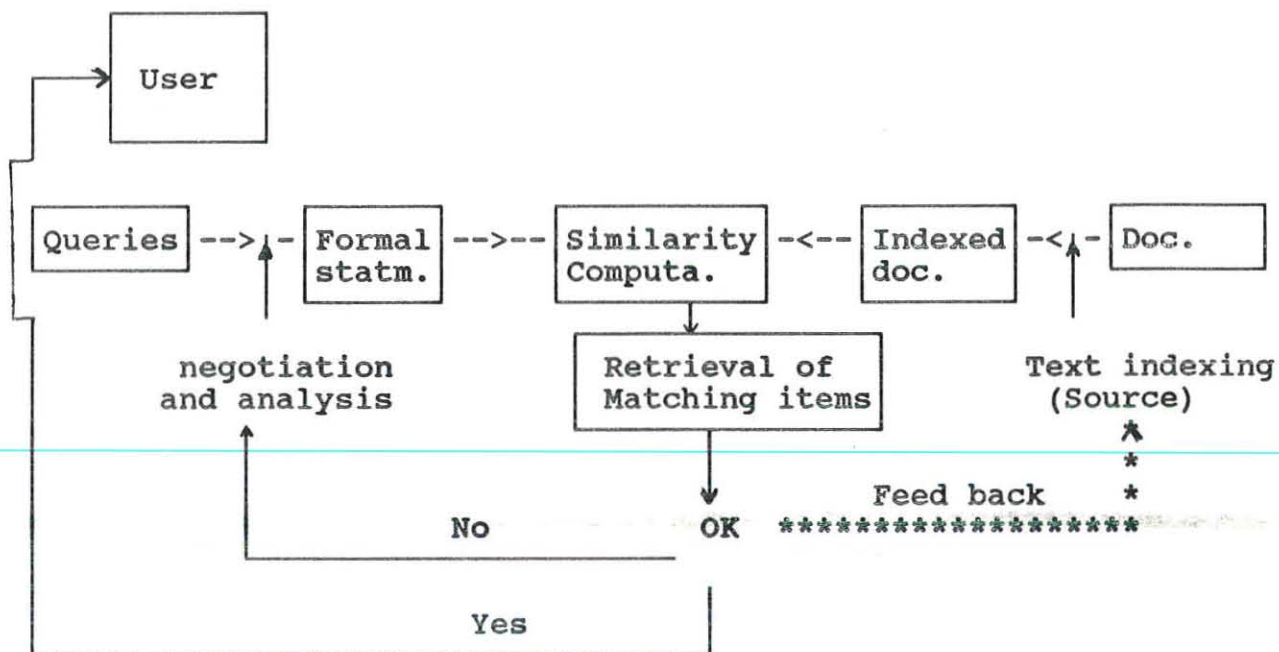 User
Queries
Formal
statm.
Similarity
Computa.
Indexed
doc.
Doc.
negotiation
and analysis
Retrieval of
Matching items
Text indexing
(Source)
Feed back
No
OK
Yes